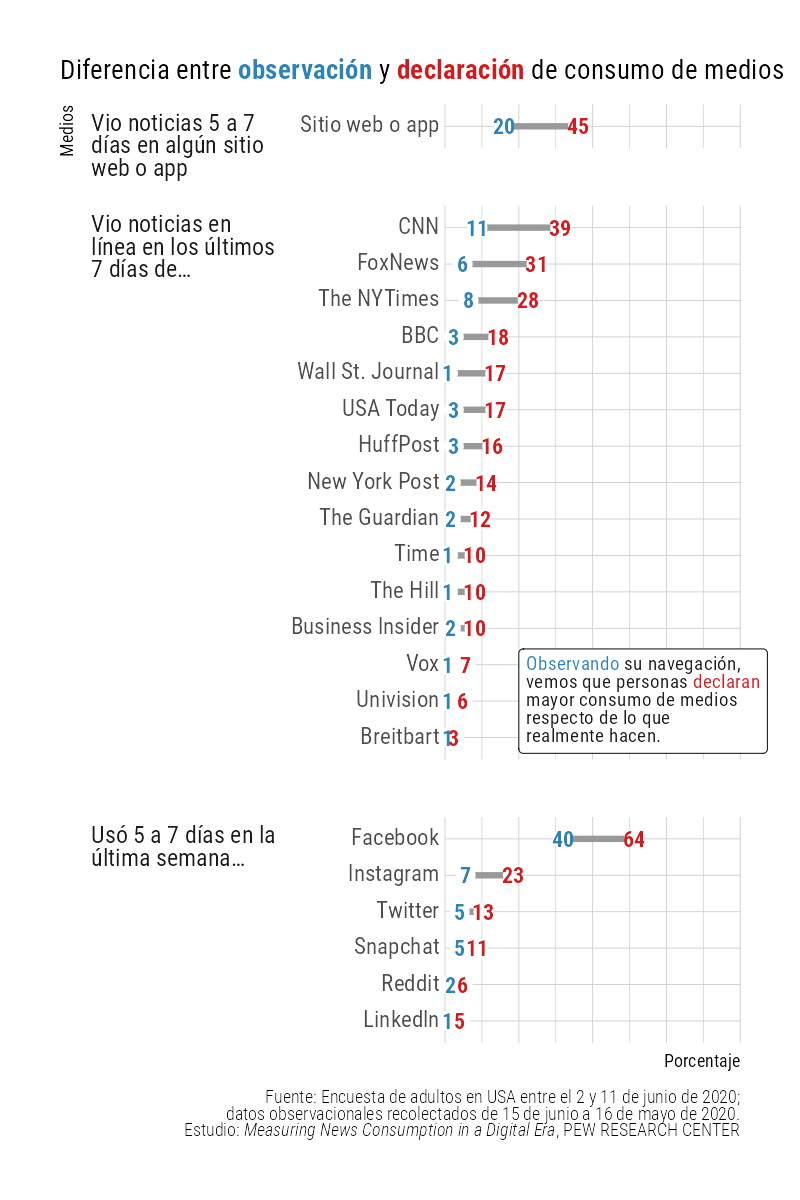 Diferencia entre observación y declaración de consumo de medios
Medios
Vio noticias 5 a 7
días en algún sitio
web o app
Sitio web o app 20 45
Vio noticias en
línea en los últimos
7 días de...
CNN 11 39
FoxNews 6 31
The NYTimes 8 28
BBC 3 18
Wall St. Journal 1 17
USA Today 3 17
HuffPost 3 16
New York Post 2 14
The Guardian 2 12
Time 1 10
The Hill 1 10
Business Insider 2 10
Vox 1 7
Univision 1 6
Breitbart 1 3
Observando su navegación,
vemos que personas declaran
mayor consumo de medios
respecto de lo que
realmente hacen.
Usó 5 a 7 días en la
última semana...
Facebook 40 64
Instagram 7 23
Twitter 5 13
Snapchat 5 11
Reddit 2 6
LinkedIn 1 5
Porcentaje
Fuente: Encuesta de adultos en USA entre el 2 y 11 de junio de 2020;
datos observacionales recolectados de 15 de junio a 16 de mayo de 2020.
Estudio: Measuring News Consumption in a Digital Era, PEW RESEARCH CENTER